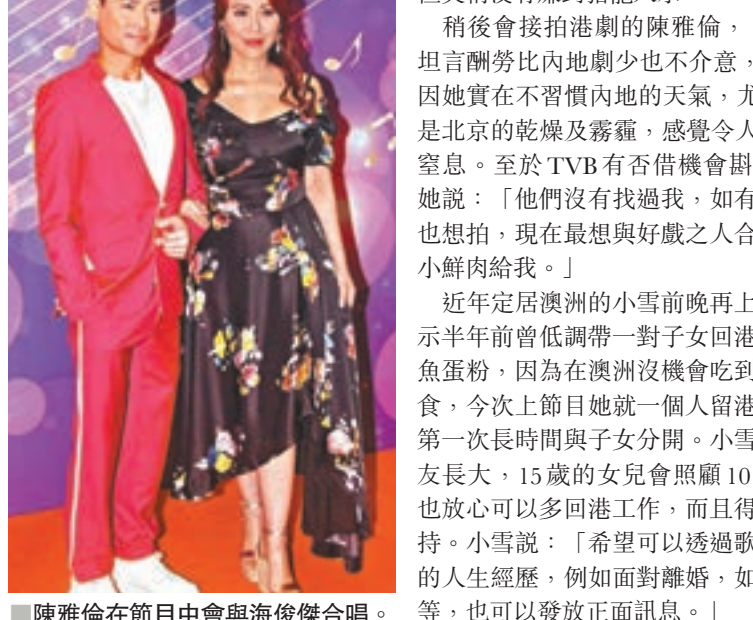 稍後會接拍港劇的陳雅倫，
坦言酬勞比內地劇少也不介意，
因她實在不習慣內地的天氣，尤
是北京的乾燥及霧霾，感覺令人
窒息。至於TVB有否借機會斟
她說：「他們沒有找過我，如有
也想拍，現在最想與好戲之人合
小鮮肉給我。」
近年定居澳洲的小雪前晚再上
示半年前曾低調帶一對子女回港
魚蛋粉，因為在澳洲沒機會吃到
食，今次上節目她就一個人留港
第一次長時間與子女分開。小雪
友長大，15歲的女兒會照顧10
也放心可以多回港工作，而且得
持。小雪說：「希望可以透過歌
的人生經歷，例如面對離婚，如
等，也可以發放正面訊息。」
■陳雅倫在節目中會與海俊傑合唱。